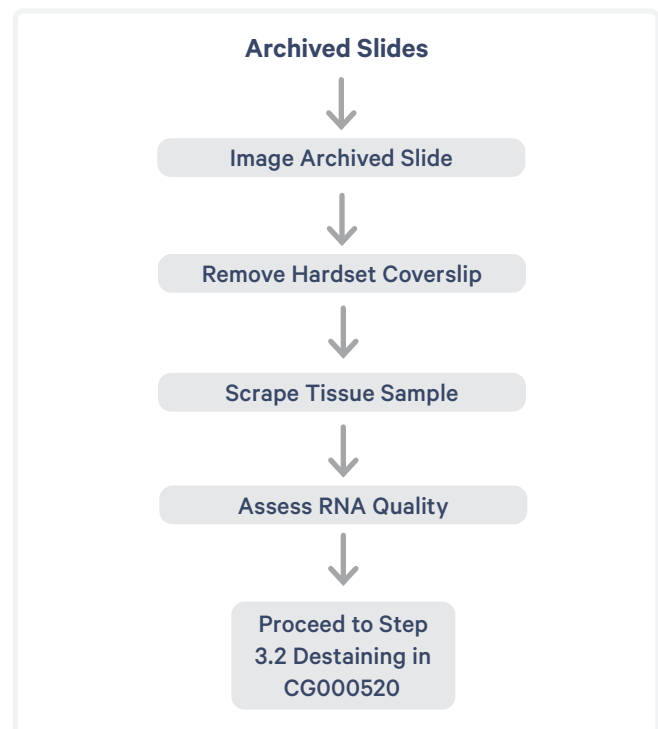 Archived Slides
Image Archived Slide
Remove Hardset Coverslip
Scrape Tissue Sample
Assess RNA Quality
Proceed to Step
3.2 Destaining in
CG000520